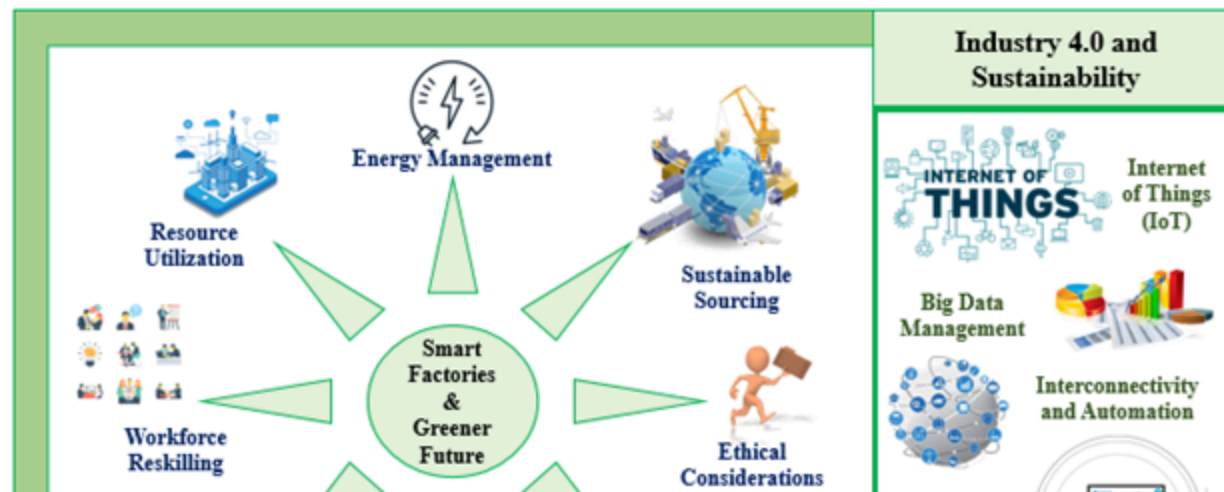 Energy Management
Resource
Utilization
Sustainable
Sourcing
Smart
Factories
&
Greener
Future
Workforce
Reskilling
Ethical
Considerations
Industry 4.0 and
Sustainability
INTERNET OF
THINGS
Internet
of Things
(IoT)
Big Data
Management
Interconnectivity
and Automation